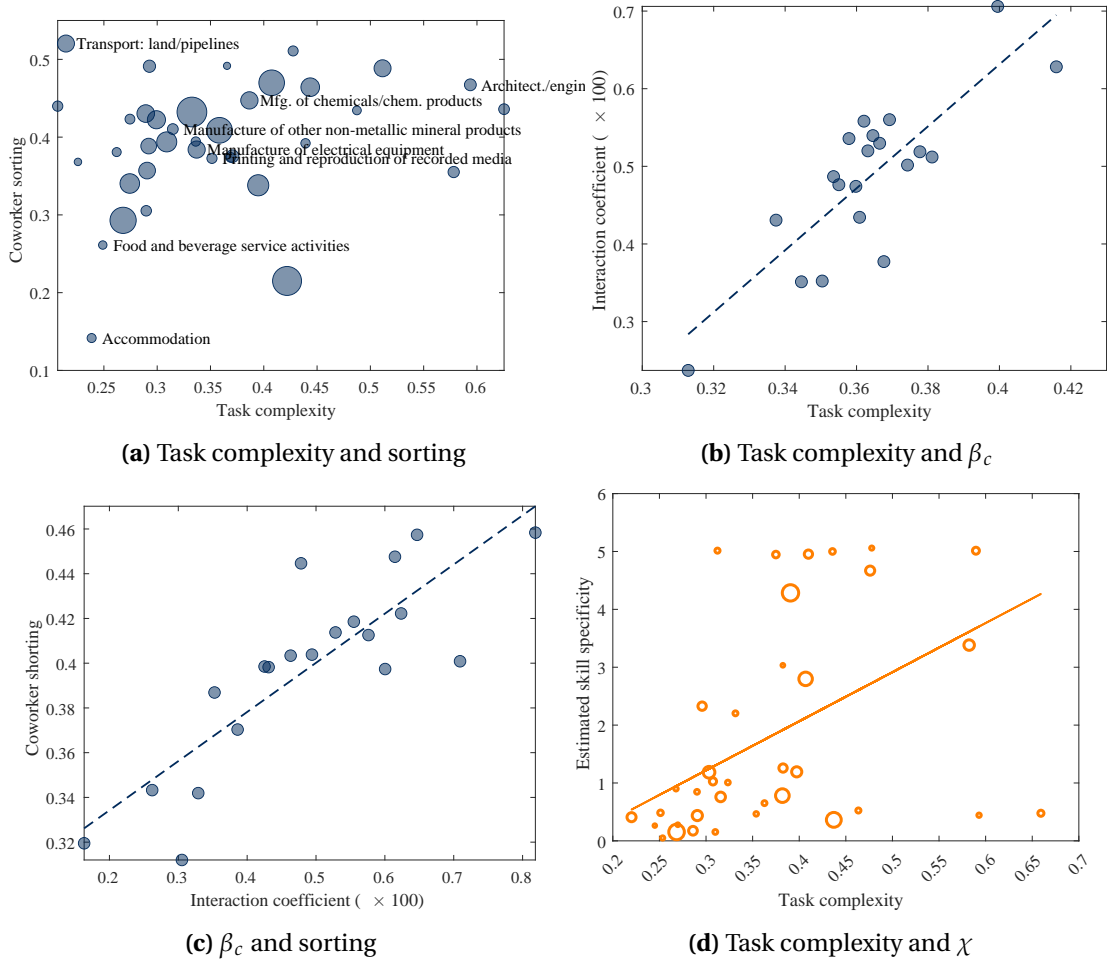 0.5
0.4
0.3
0.2
0.1
Coworker sorting
Transport: land/pipelines
Architect./engin
Mfg. of chemicals/chem. products
Manufacture of other non-metallic mineral products
Manufacture of electrical equipment
Printing and reproduction of recorded media
Food and beverage service activities
Accommodation
0.25 0.3 0.35 0.4 0.45 0.5 0.55 0.6
Task complexity
(a) Task complexity and sorting
0.7
0.6
0.5
0.4
0.3
Interaction coefficient ( × 100)
0.3 0.32 0.34 0.36 0.38 0.4 0.42
Task complexity
(b) Task complexity and β_c
0.46
0.44
0.42
0.4
0.38
0.36
0.34
0.32
Coworker shorting
0.2 0.3 0.4 0.5 0.6 0.7 0.8
Interaction coefficient ( × 100)
(c) β_c and sorting
6
5
4
3
2
1
0
Estimated skill specificity
0.2 0.25 0.3 0.35 0.4 0.45 0.5 0.55 0.6 0.65 0.7
Task complexity
(d) Task complexity and χ